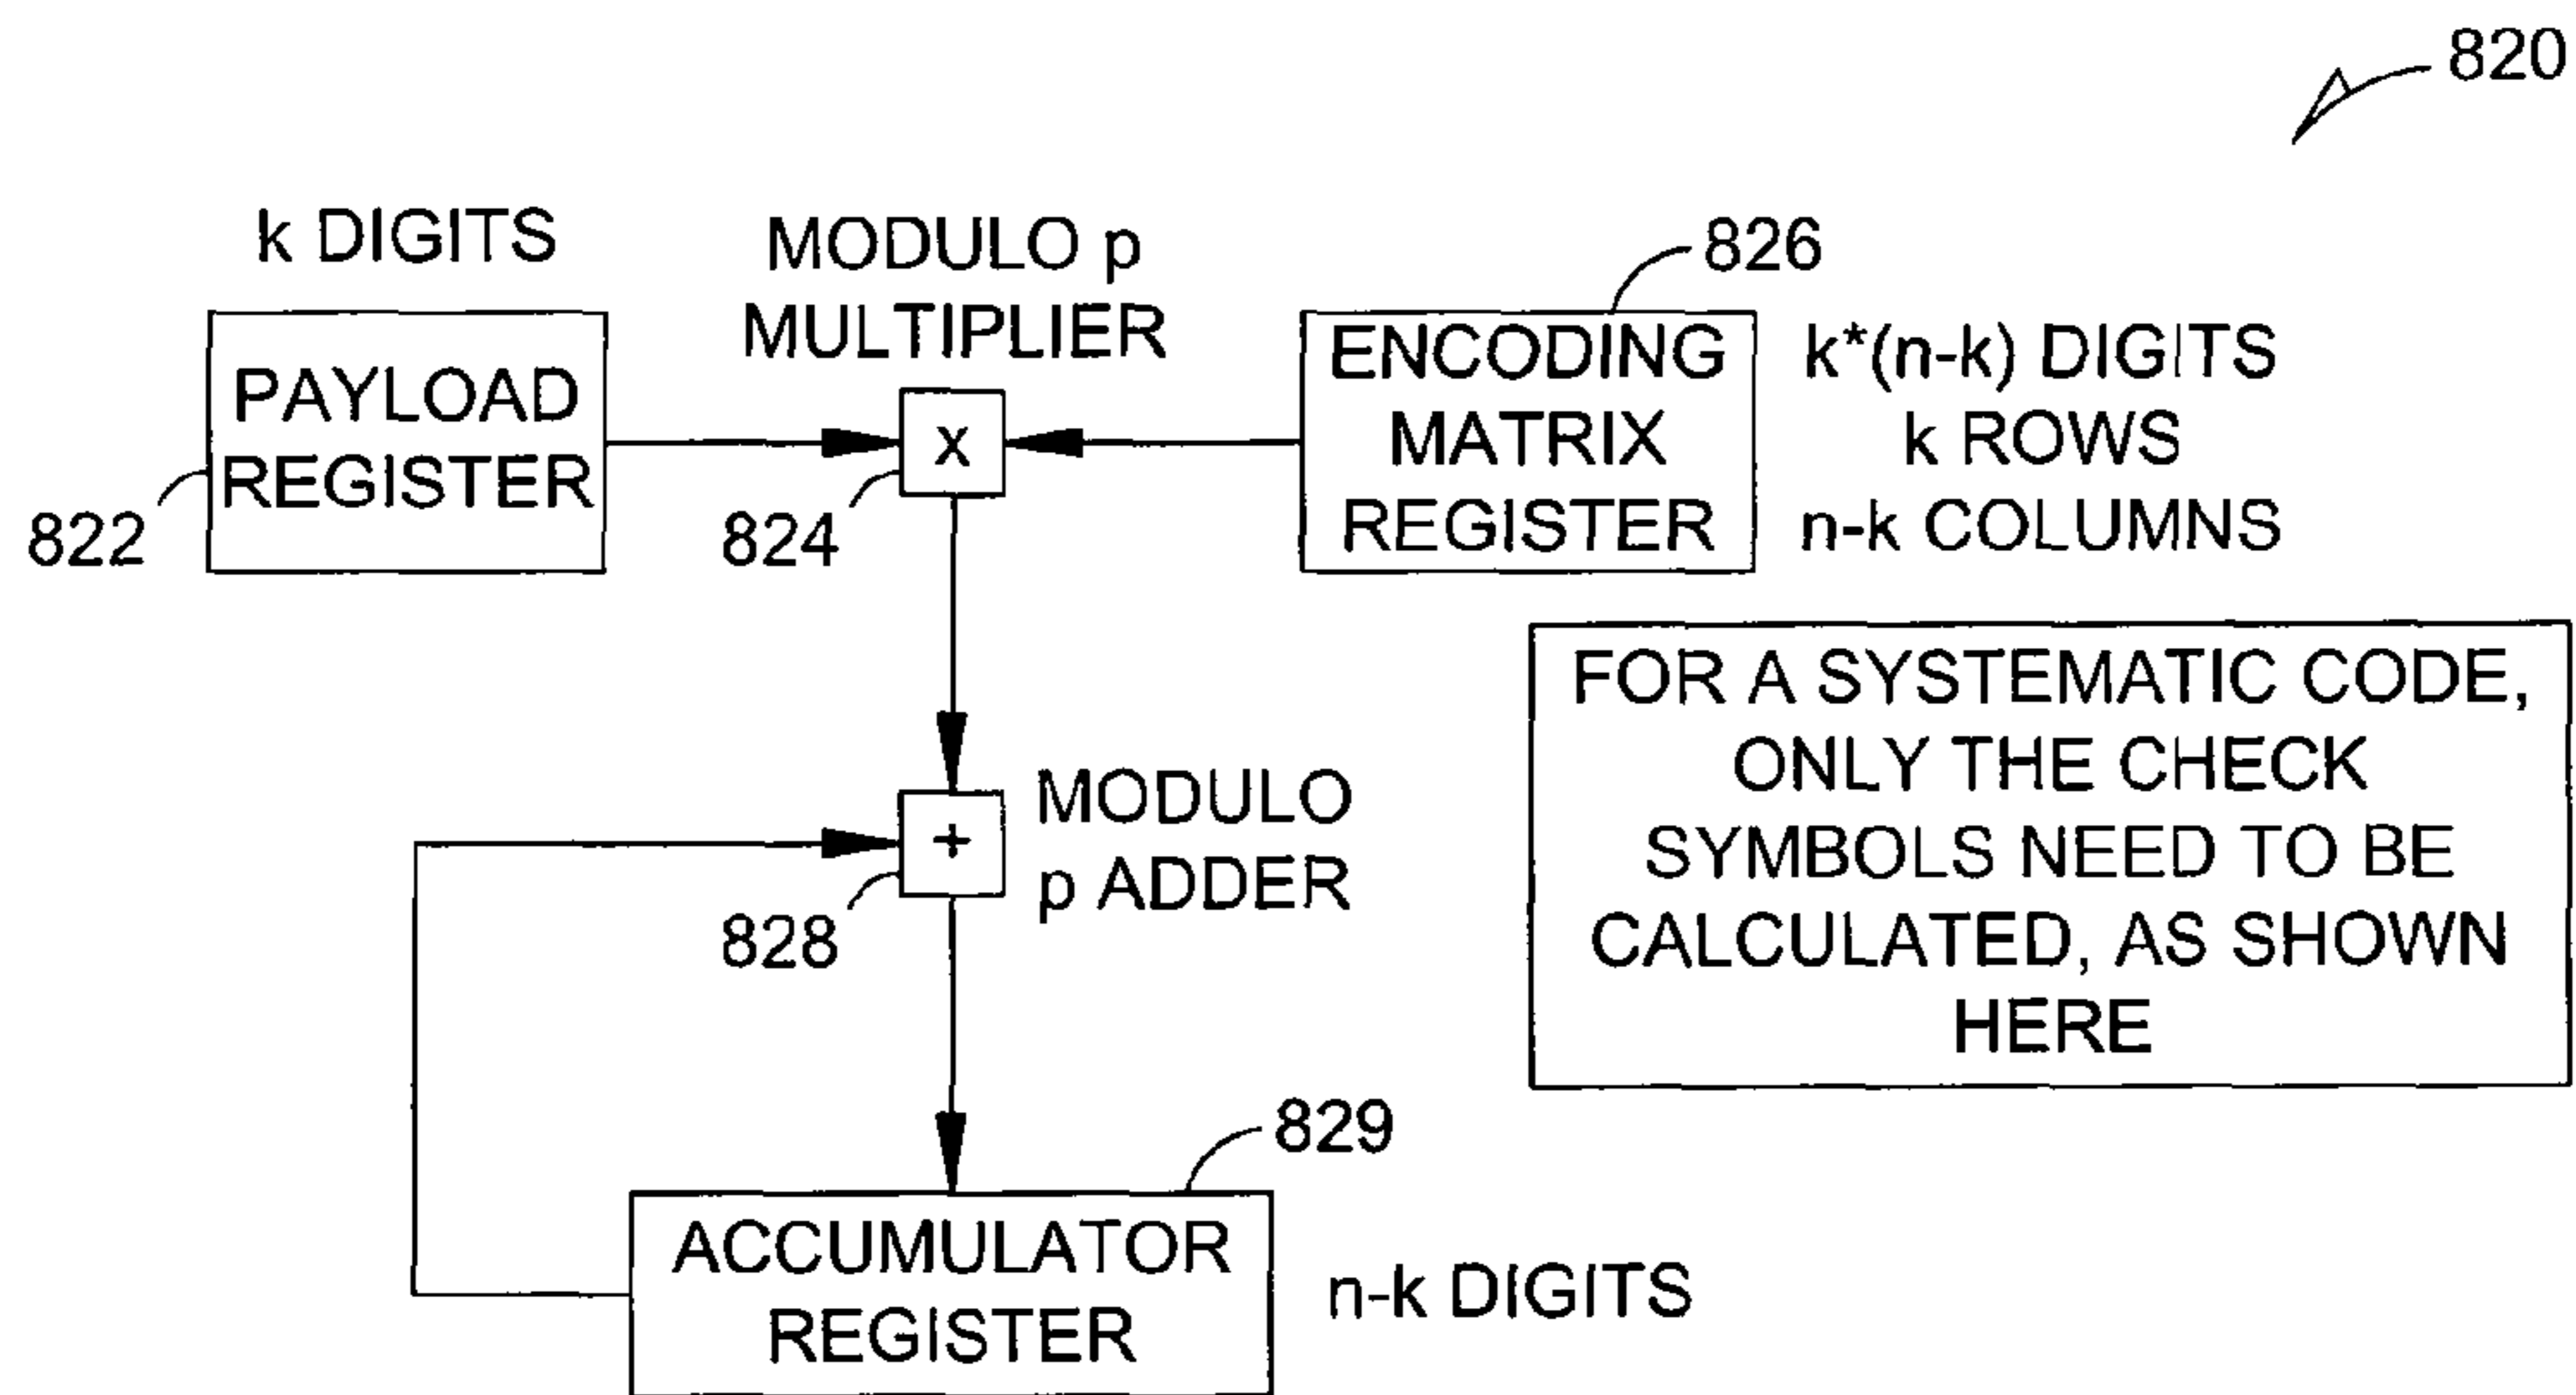 820
k DIGITS
MODULO p
MULTIPLIER
826
PAYLOAD
REGISTER
822
x
824
ENCODING
MATRIX
REGISTER
k*(n-k) DIGITS
k ROWS
n-k COLUMNS
+
828
MODULO
p ADDER
FOR A SYSTEMATIC CODE,
ONLY THE CHECK
SYMBOLS NEED TO BE
CALCULATED, AS SHOWN
HERE
829
ACCUMULATOR
REGISTER
n-k DIGITS